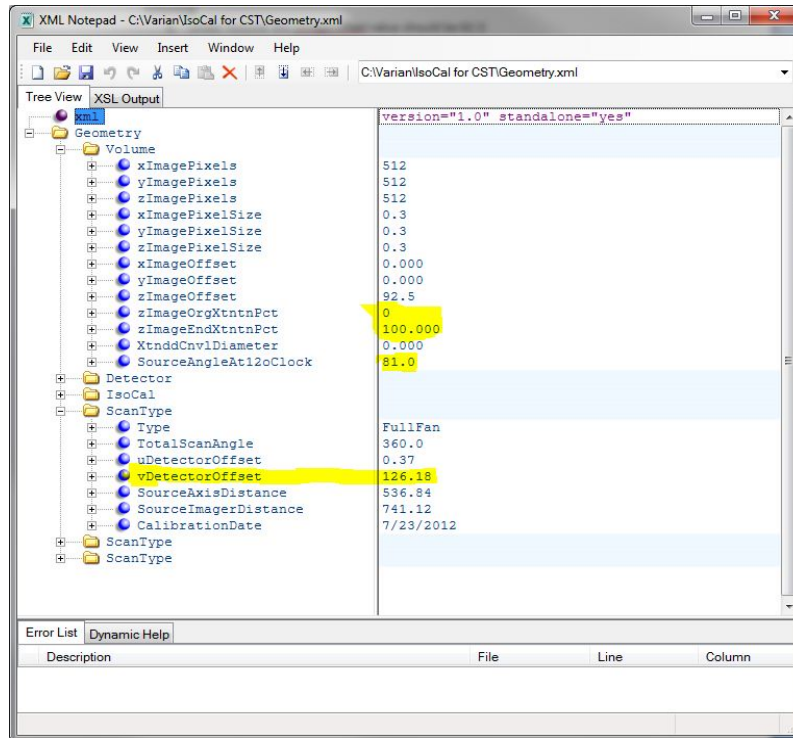 XML Notepad - C:\Varian\IsoCal for CST\Geometry.xml
File Edit View Insert Window Help
C:\Varian\IsoCal for CST\Geometry.xml
Tree View XSL Output
xml version="1.0" standalone="yes"
Geometry
Volume
xImagePixels 512
yImagePixels 512
zImagePixels 512
xImagePixelSize 0.3
yImagePixelSize 0.3
zImagePixelSize 0.3
xImageOffset 0.000
yImageOffset 0.000
zImageOffset 92.5
zImageOrgXtntnPct 0
zImageEndXtntnPct 100.000
XtnddCnvlDiameter 0.000
SourceAngleAt12oClock 81.0
Detector
IsoCal
ScanType
Type FullFan
TotalScanAngle 360.0
uDetectorOffset 0.37
vDetectorOffset 126.18
SourceAxisDistance 536.84
SourceImagerDistance 741.12
CalibrationDate 7/23/2012
ScanType
ScanType
Error List Dynamic Help
Description File Line Column